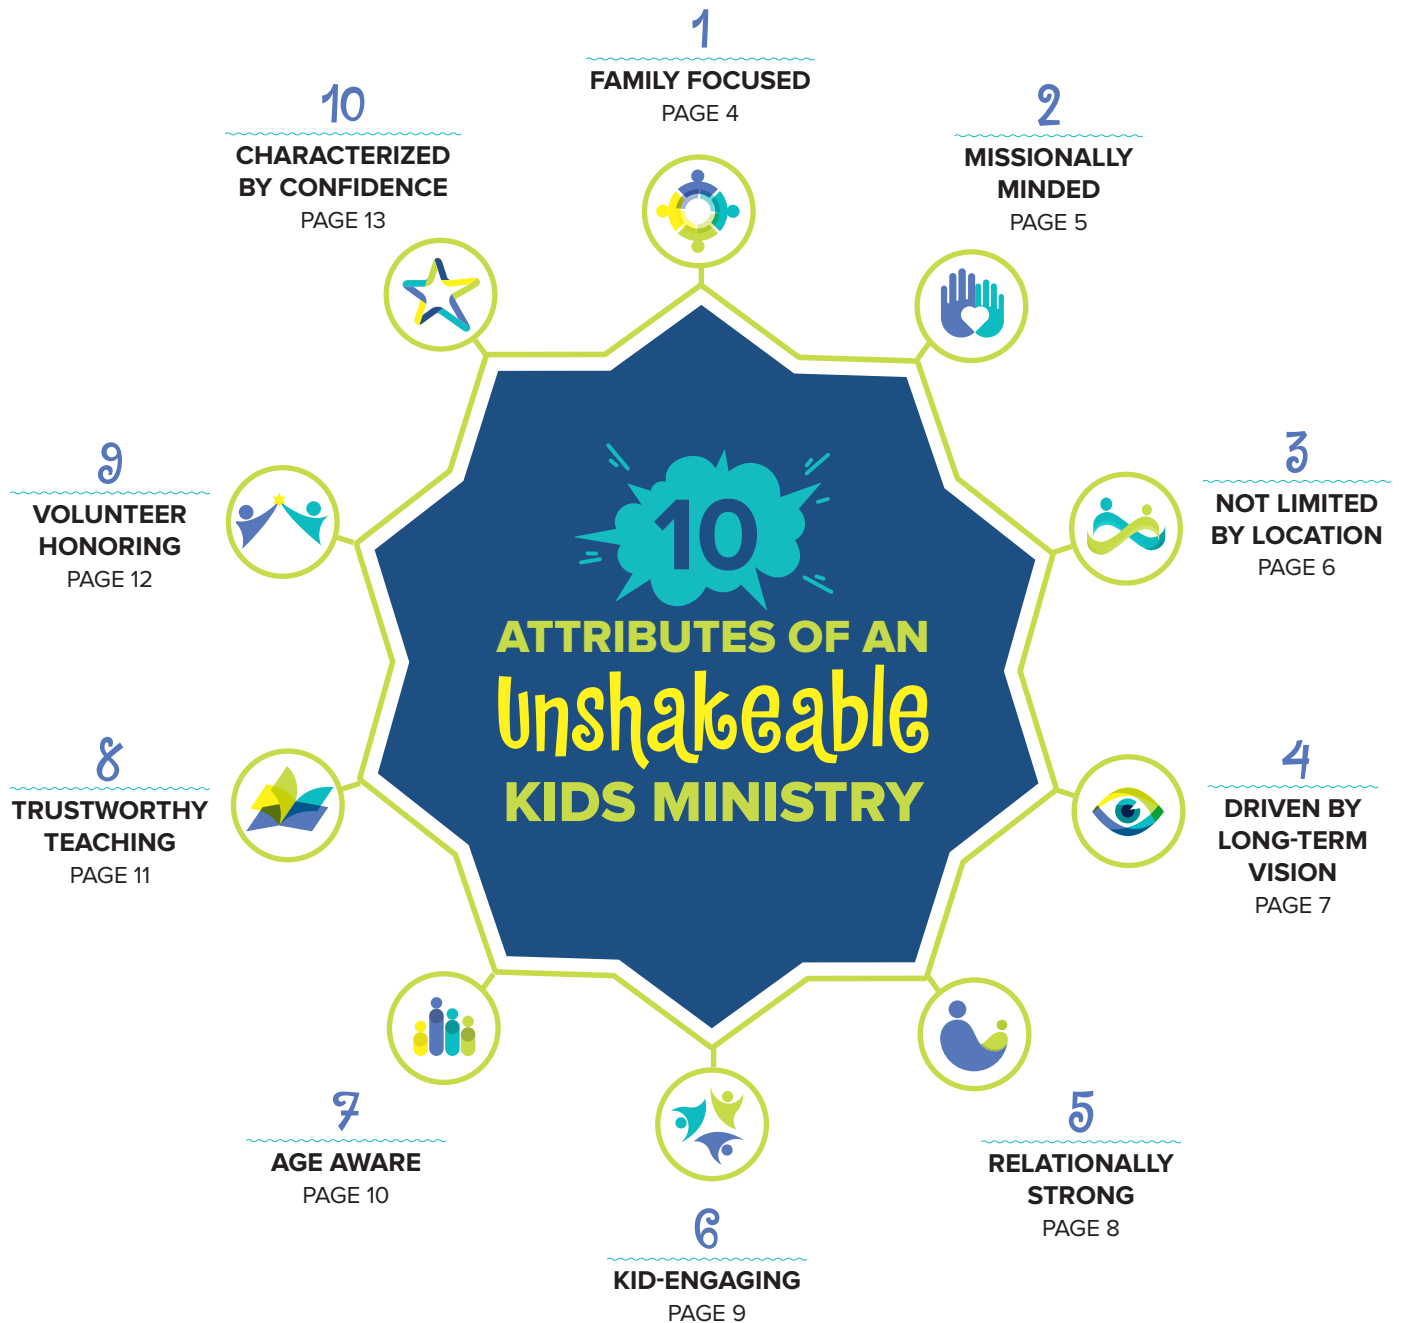 10
ATTRIBUTES OF AN
unshakeable
KIDS MINISTRY
1
FAMILY FOCUSED
PAGE 4
2
MISSIONALLY
MINDED
PAGE 5
3
NOT LIMITED
BY LOCATION
PAGE 6
4
DRIVEN BY
LONG-TERM
VISION
PAGE 7
5
RELATIONALLY
STRONG
PAGE 8
6
KID-ENGAGING
PAGE 9
7
AGE AWARE
PAGE 10
8
TRUSTWORTHY
TEACHING
PAGE 11
9
VOLUNTEER
HONORING
PAGE 12
10
CHARACTERIZED
BY CONFIDENCE
PAGE 13